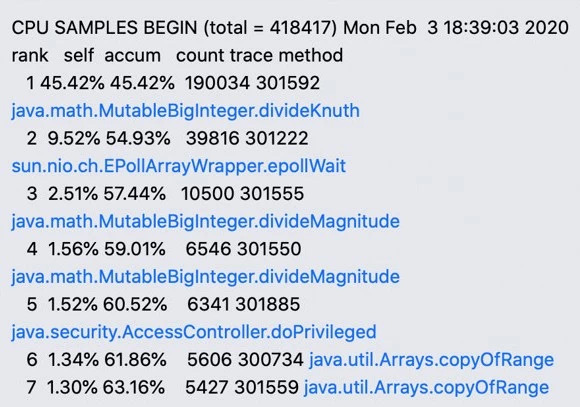 CPU SAMPLES BEGIN (total = 418417) Mon Feb  3 18:39:03 2020
rank   self  accum   count trace method
   1 45.42% 45.42%  190034 301592
java.math.MutableBigInteger.divideKnuth
   2  9.52% 54.93%   39816 301222
sun.nio.ch.EPollArrayWrapper.epollWait
   3  2.51% 57.44%   10500 301555
java.math.MutableBigInteger.divideMagnitude
   4  1.56% 59.01%    6546 301550
java.math.MutableBigInteger.divideMagnitude
   5  1.52% 60.52%    6341 301885
java.security.AccessController.doPrivileged
   6  1.34% 61.86%    5606 300734 java.util.Arrays.copyOfRange
   7  1.30% 63.16%    5427 301559 java.util.Arrays.copyOfRange